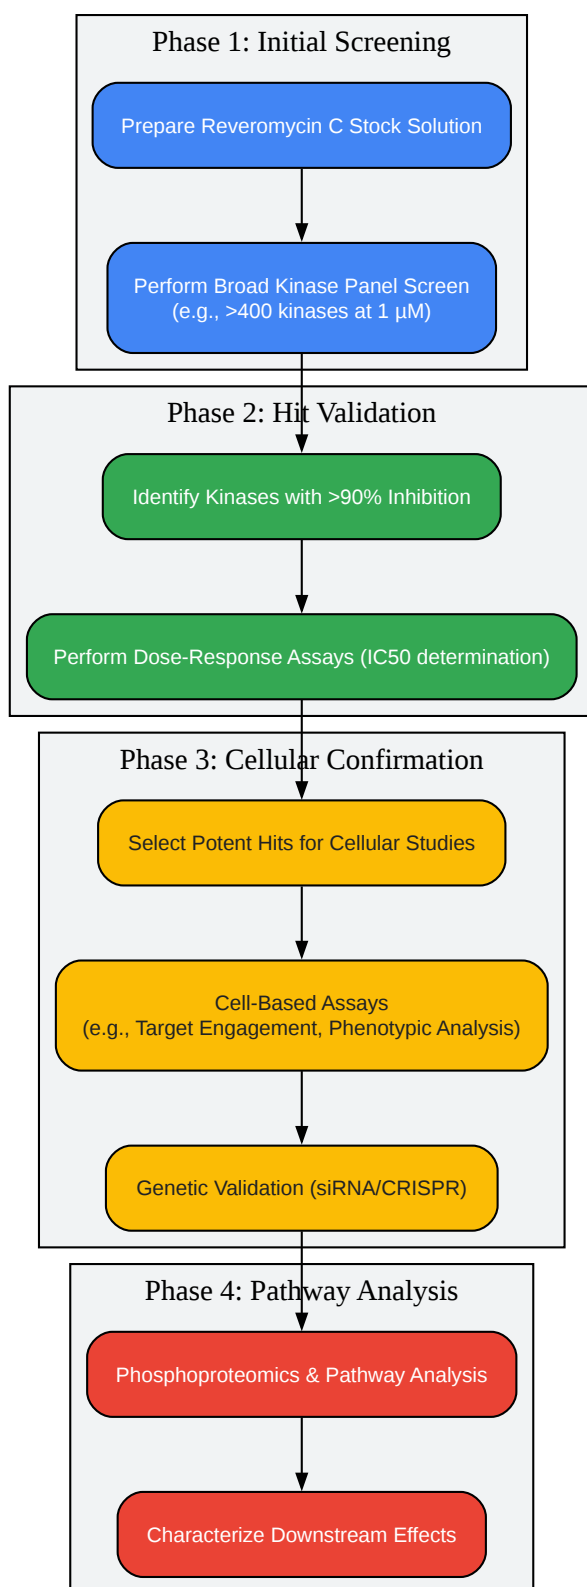 Phase 1: Initial Screening
Prepare Reveromycin C Stock Solution
Perform Broad Kinase Panel Screen
(e.g., >400 kinases at 1 µM)
Phase 2: Hit Validation
Identify Kinases with >90% Inhibition
Perform Dose-Response Assays (IC50 determination)
Phase 3: Cellular Confirmation
Select Potent Hits for Cellular Studies
Cell-Based Assays
(e.g., Target Engagement, Phenotypic Analysis)
Genetic Validation (siRNA/CRISPR)
Phase 4: Pathway Analysis
Phosphoproteomics & Pathway Analysis
Characterize Downstream Effects